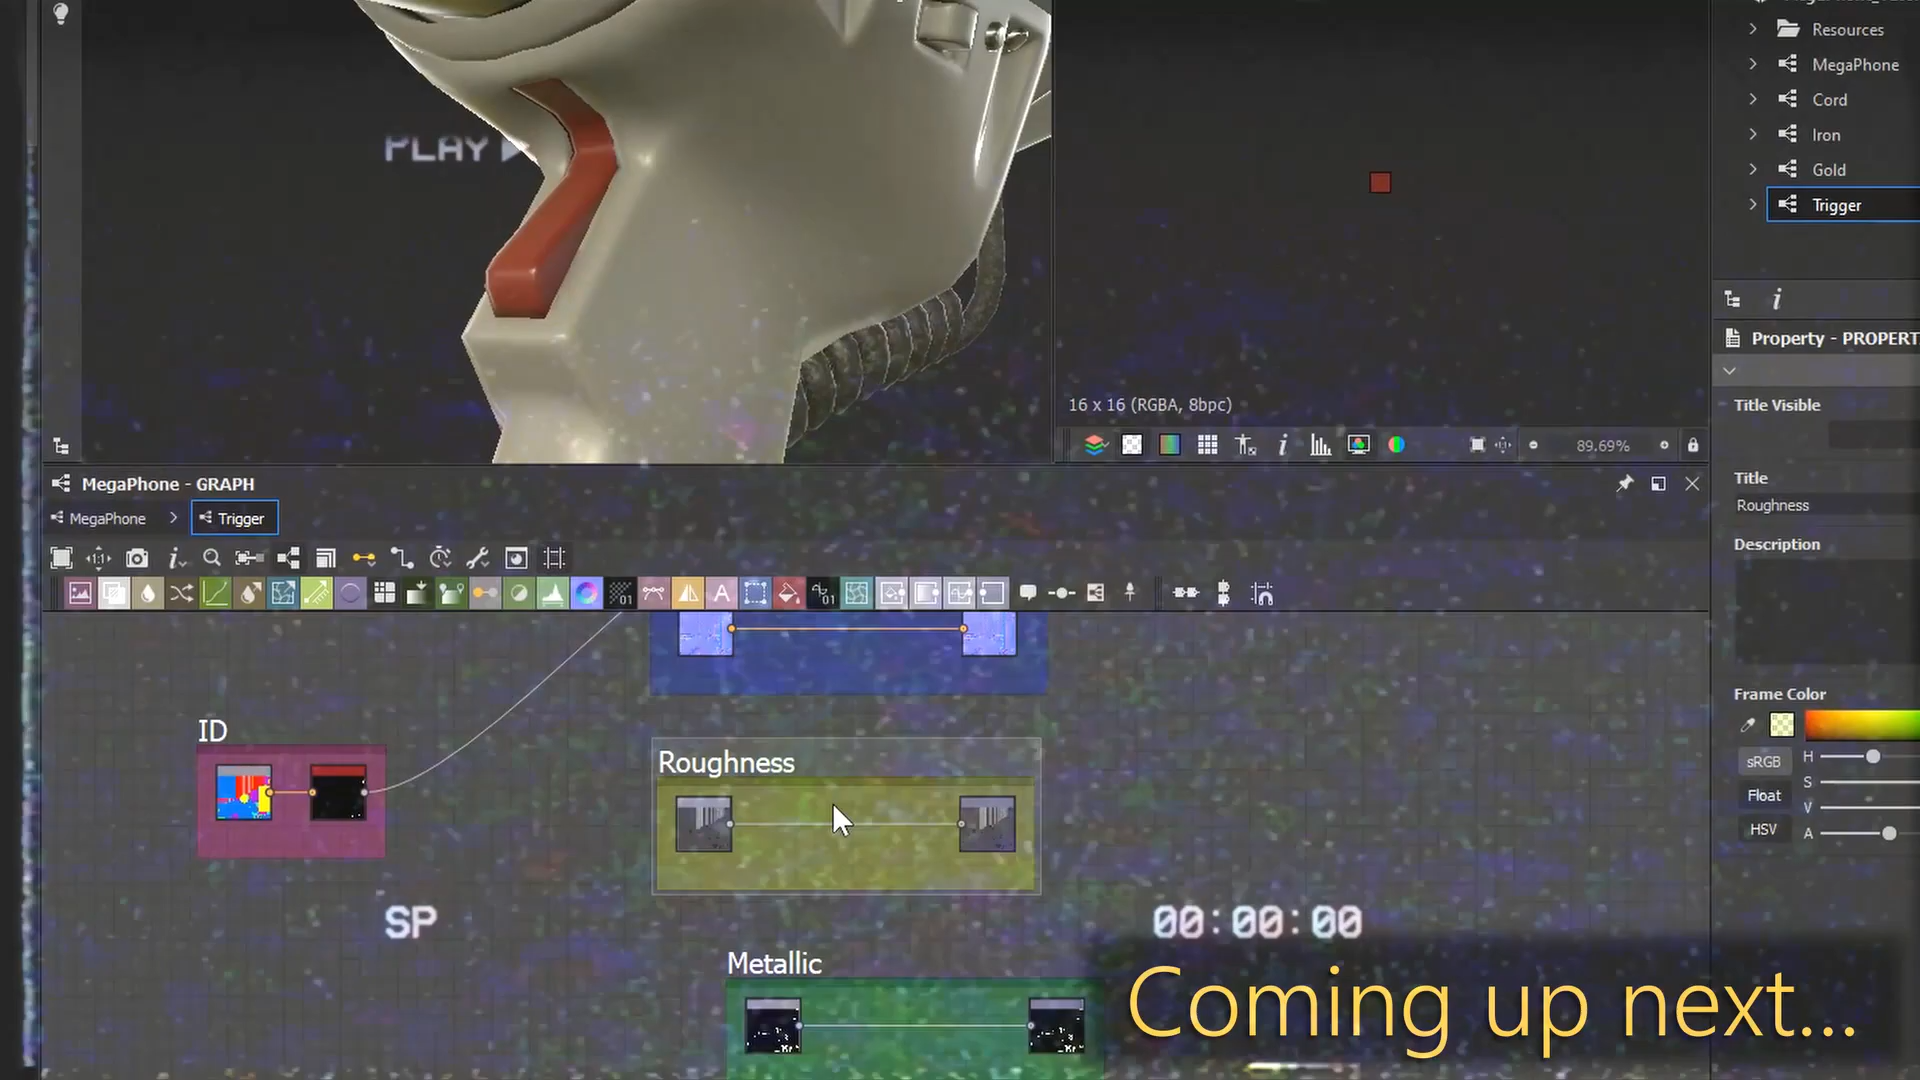 Resources
MegaPhone
Cord
Iron
Gold
Trigger
PLAY
16 x 16 (RGBA, 8bpc)
89.69%
Property - PROPERT
Title Visible
Title
Roughness
Description
Frame Color
sRGB
H
S
Float
V
HSV
A
MegaPhone - GRAPH
MegaPhone
Trigger
01
A
01
ID
Roughness
SP
00:00:00
Metallic
Coming up next...